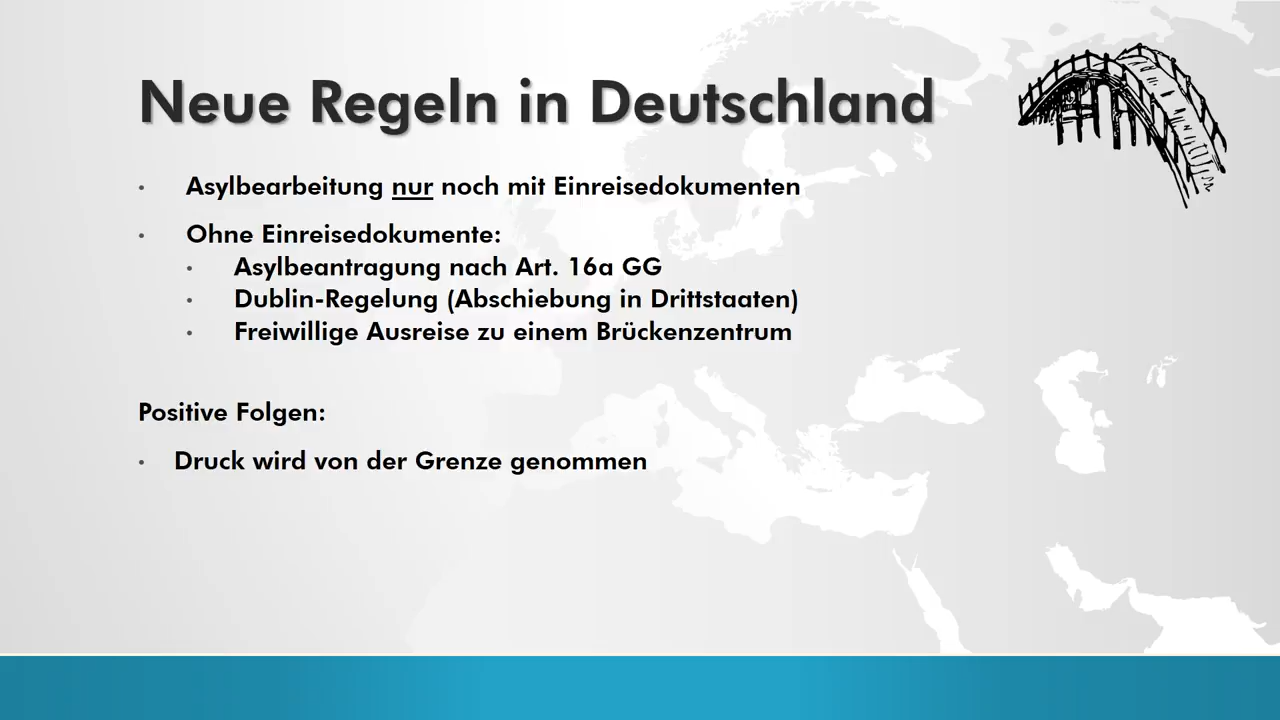 Neue Regeln in Deutschland
• Asylbearbeitung nur noch mit Einreisedokumenten
• Ohne Einreisedokumente:
• Asylbeantragung nach Art. 16a GG
• Dublin-Regelung (Abschiebung in Drittstaaten)
• Freiwillige Ausreise zu einem Brückenzentrum
Positive Folgen:
• Druck wird von der Grenze genommen